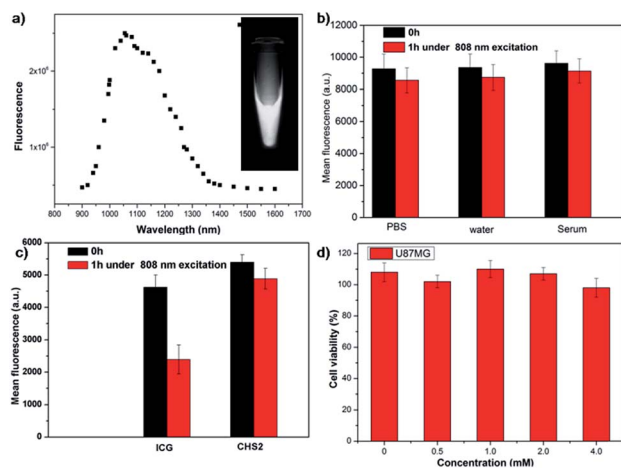 a)
Fluorescence
2x10⁶
1x10⁶
800 900 1000 1100 1200 1300 1400 1500 1600 1700
Wavelength (nm)
b)
0h
1h under 808 nm excitation
Mean fluorescence (a.u.)
12000
10000
8000
6000
4000
2000
0
PBS water Serum
c)
0h
1h under 808 nm excitation
Mean fluorescence (a.u.)
6000
5000
4000
3000
2000
1000
0
ICG CHS2
d)
U87MG
Cell viability (%)
120
100
80
60
40
20
0
0 0.5 1.0 2.0 4.0
Concentration (mM)